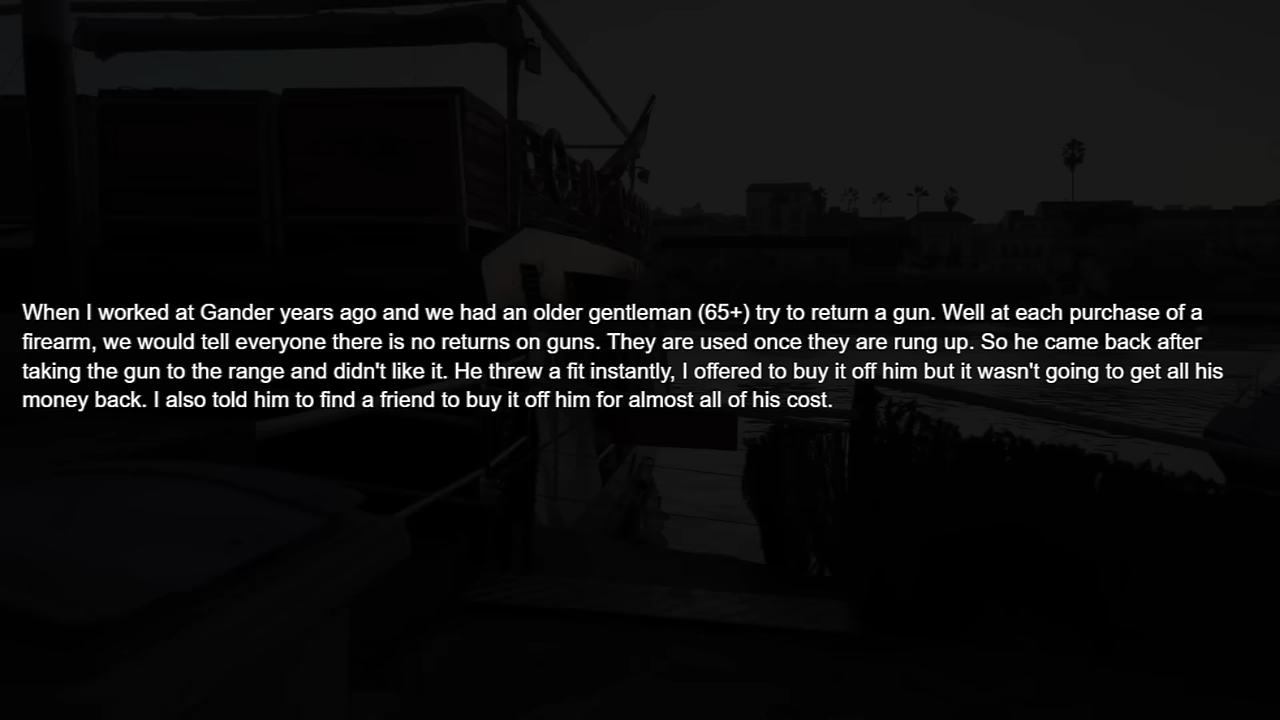 When I worked at Gander years ago and we had an older gentleman (65+) try to return a gun. Well at each purchase of a
firearm, we would tell everyone there is no returns on guns. They are used once they are rung up. So he came back after
taking the gun to the range and didn't like it. He threw a fit instantly, I offered to buy it off him but it wasn't going to get all his
money back. I also told him to find a friend to buy it off him for almost all of his cost.